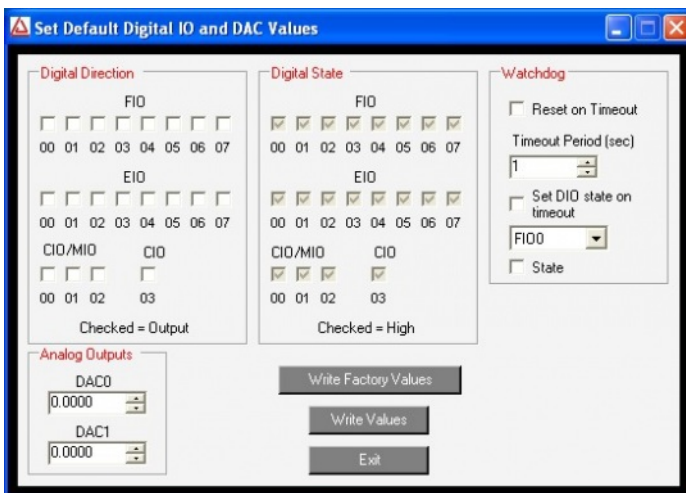 Set Default Digital IO and DAC Values
Digital Direction
FIO
00 01 02 03 04 05 06 07
EIO
00 01 02 03 04 05 06 07
CIO/MIO CIO
00 01 02 03
Checked = Output
Digital State
FIO
00 01 02 03 04 05 06 07
EIO
00 01 02 03 04 05 06 07
CIO/MIO CIO
00 01 02 03
Checked = High
Watchdog
Reset on Timeout
Timeout Period (sec)
1
Set DIO state on
timeout
FIO0
State
Analog Outputs
DAC0
0.0000
DAC1
0.0000
Write Factory Values
Write Values
Exit